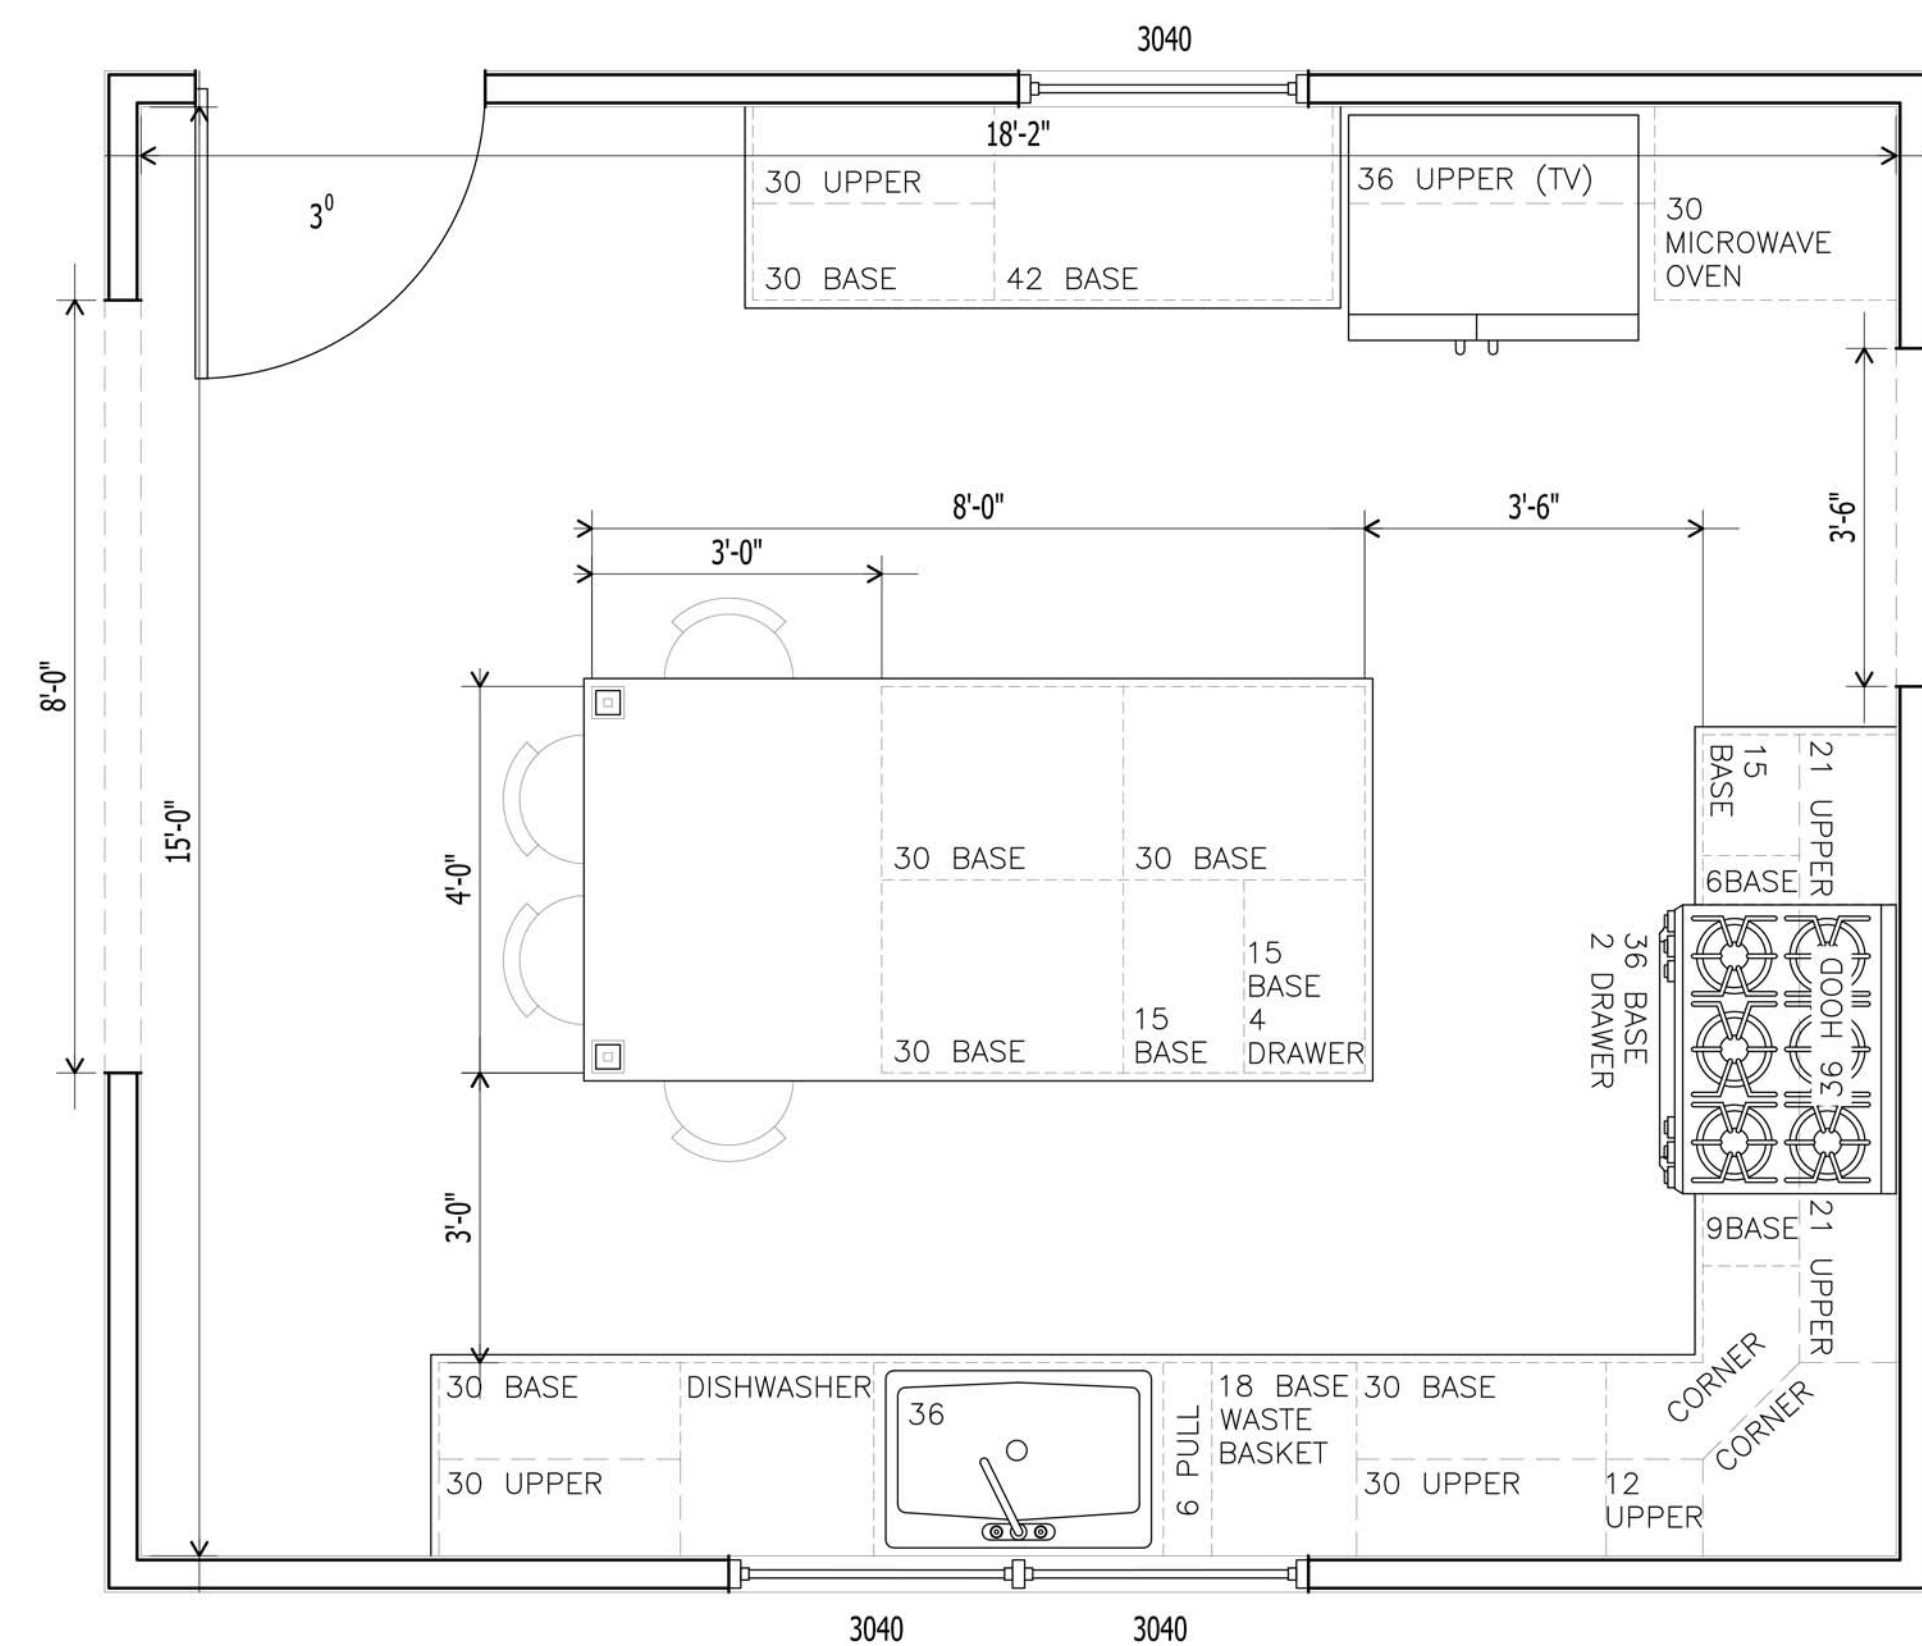 3040
18'-2"
3⁰
30 UPPER
36 UPPER (TV)
30
MICROWAVE
OVEN
30 BASE
42 BASE
8'-0"
3'-6"
3'-6"
3'-0"
8'-0"
15'-0"
4'-0"
30 BASE
30 BASE
15
BASE
21 UPPER
6BASE
36 BASE
2 DRAWER
36 HOOD
15
BASE
4
DRAWER
15
BASE
30 BASE
3'-0"
9BASE
21 UPPER
CORNER
CORNER
30 BASE
DISHWASHER
36
6 PULL
18 BASE
WASTE
BASKET
30 BASE
30 UPPER
30 UPPER
12
UPPER
3040
3040